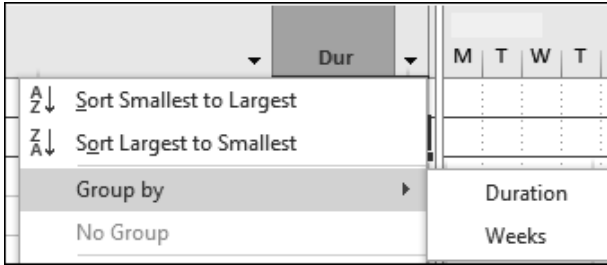 Dur
M T W T
Sort Smallest to Largest
Sort Largest to Smallest
Group by
Duration
No Group
Weeks